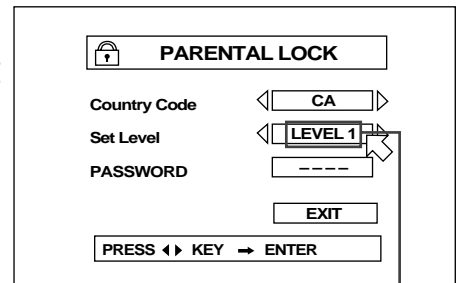 PARENTAL LOCK
Country Code CA
Set Level LEVEL 1
PASSWORD – – – –
EXIT
PRESS ◀ ▶ KEY → ENTER